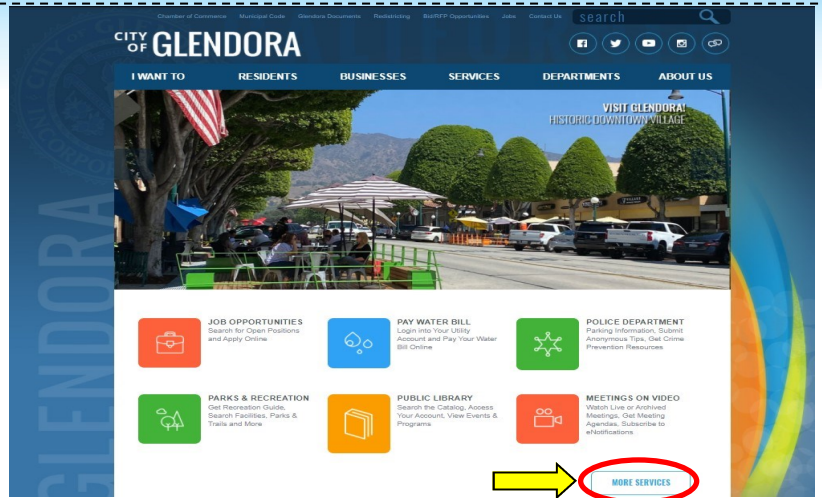 Chamber of Commerce Municipal Code Glendora Documents Redistricting Bid/RFP Opportunities Jobs Contact Us search
CITY OF GLENDORA
I WANT TO RESIDENTS BUSINESSES SERVICES DEPARTMENTS ABOUT US
VISIT GLENDORA!
HISTORIC DOWNTOWN VILLAGE
JOB OPPORTUNITIES
Search for Open Positions
and Apply Online
PAY WATER BILL
Login into Your Utility
Account and Pay Your Water
Bill Online
POLICE DEPARTMENT
Parking Information, Submit
Anonymous Tips, Get Crime
Prevention Resources
PARKS & RECREATION
Get Recreation Guide,
Search Facilities, Parks &
Trails and More
PUBLIC LIBRARY
Search the Catalog, Access
Your Account, View Events &
Programs
MEETINGS ON VIDEO
Watch Live or Archived
Meetings, Get Meeting
Agendas, Subscribe to
eNotifications
MORE SERVICES
GLENDORA